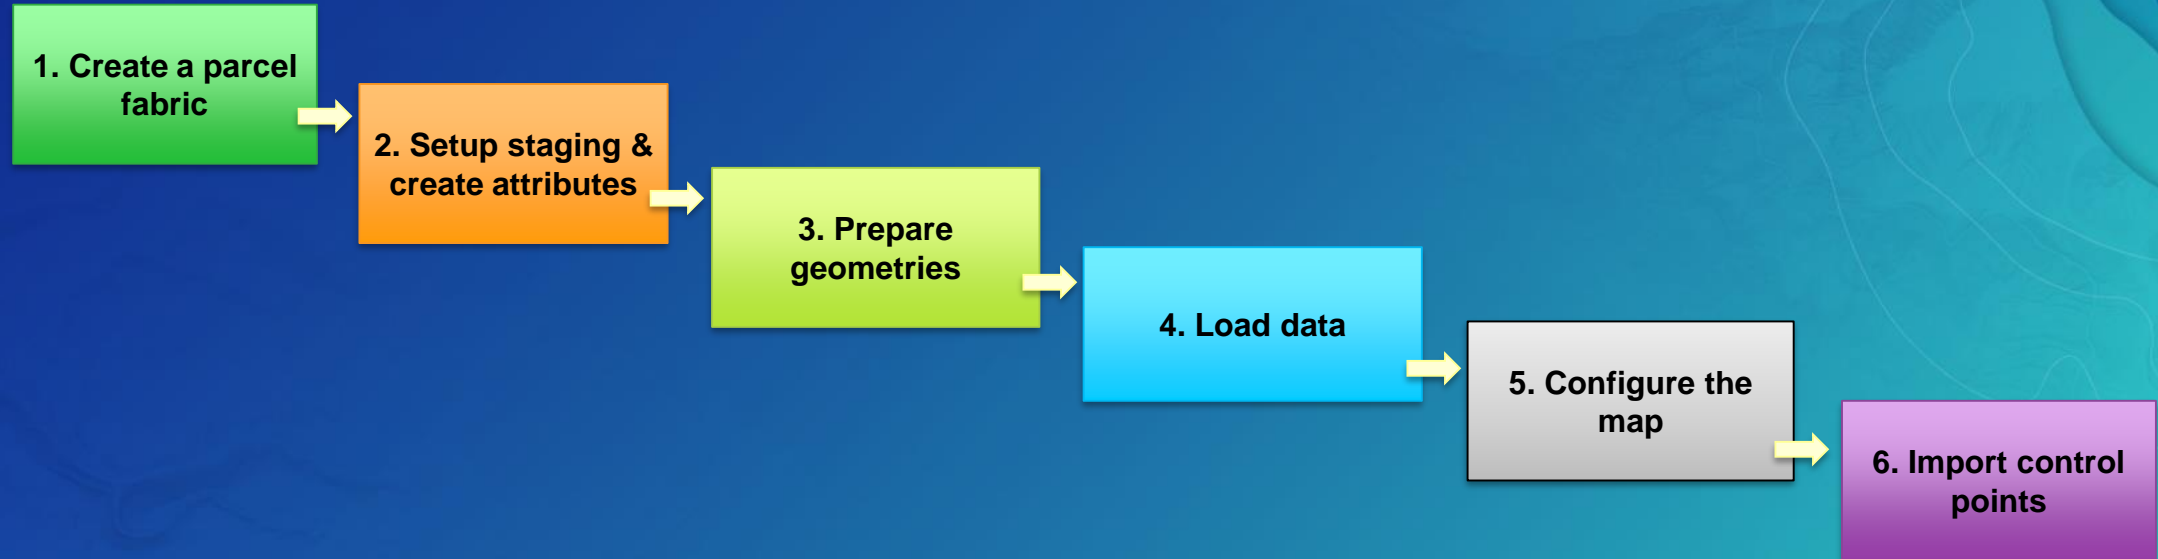 1. Create a parcel
fabric
2. Setup staging &
create attributes
3. Prepare
geometries
4. Load data
5. Configure the
map
6. Import control
points